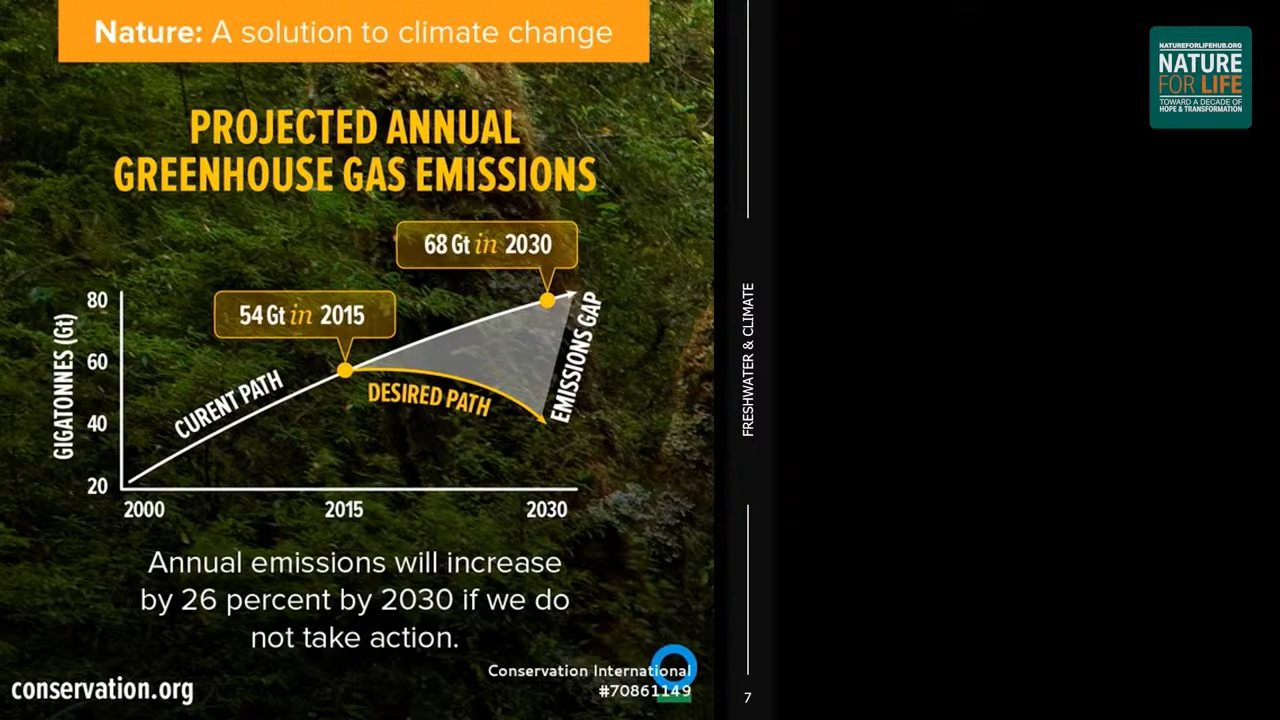 Nature: A solution to climate change
PROJECTED ANNUAL
GREENHOUSE GAS EMISSIONS
68 Gt in 2030
54 Gt in 2015
80
60
40
20
GIGATONNES (Gt)
CURENT PATH
DESIRED PATH
EMISSIONS GAP
2000
2015
2030
Annual emissions will increase
by 26 percent by 2030 if we do
not take action.
conservation.org
Conservation International
#70861149
FRESHWATER & CLIMATE
7
NATUREFORLIFEHUB.ORG
NATURE
FOR LIFE
TOWARD A DECADE OF
HOPE & TRANSFORMATION